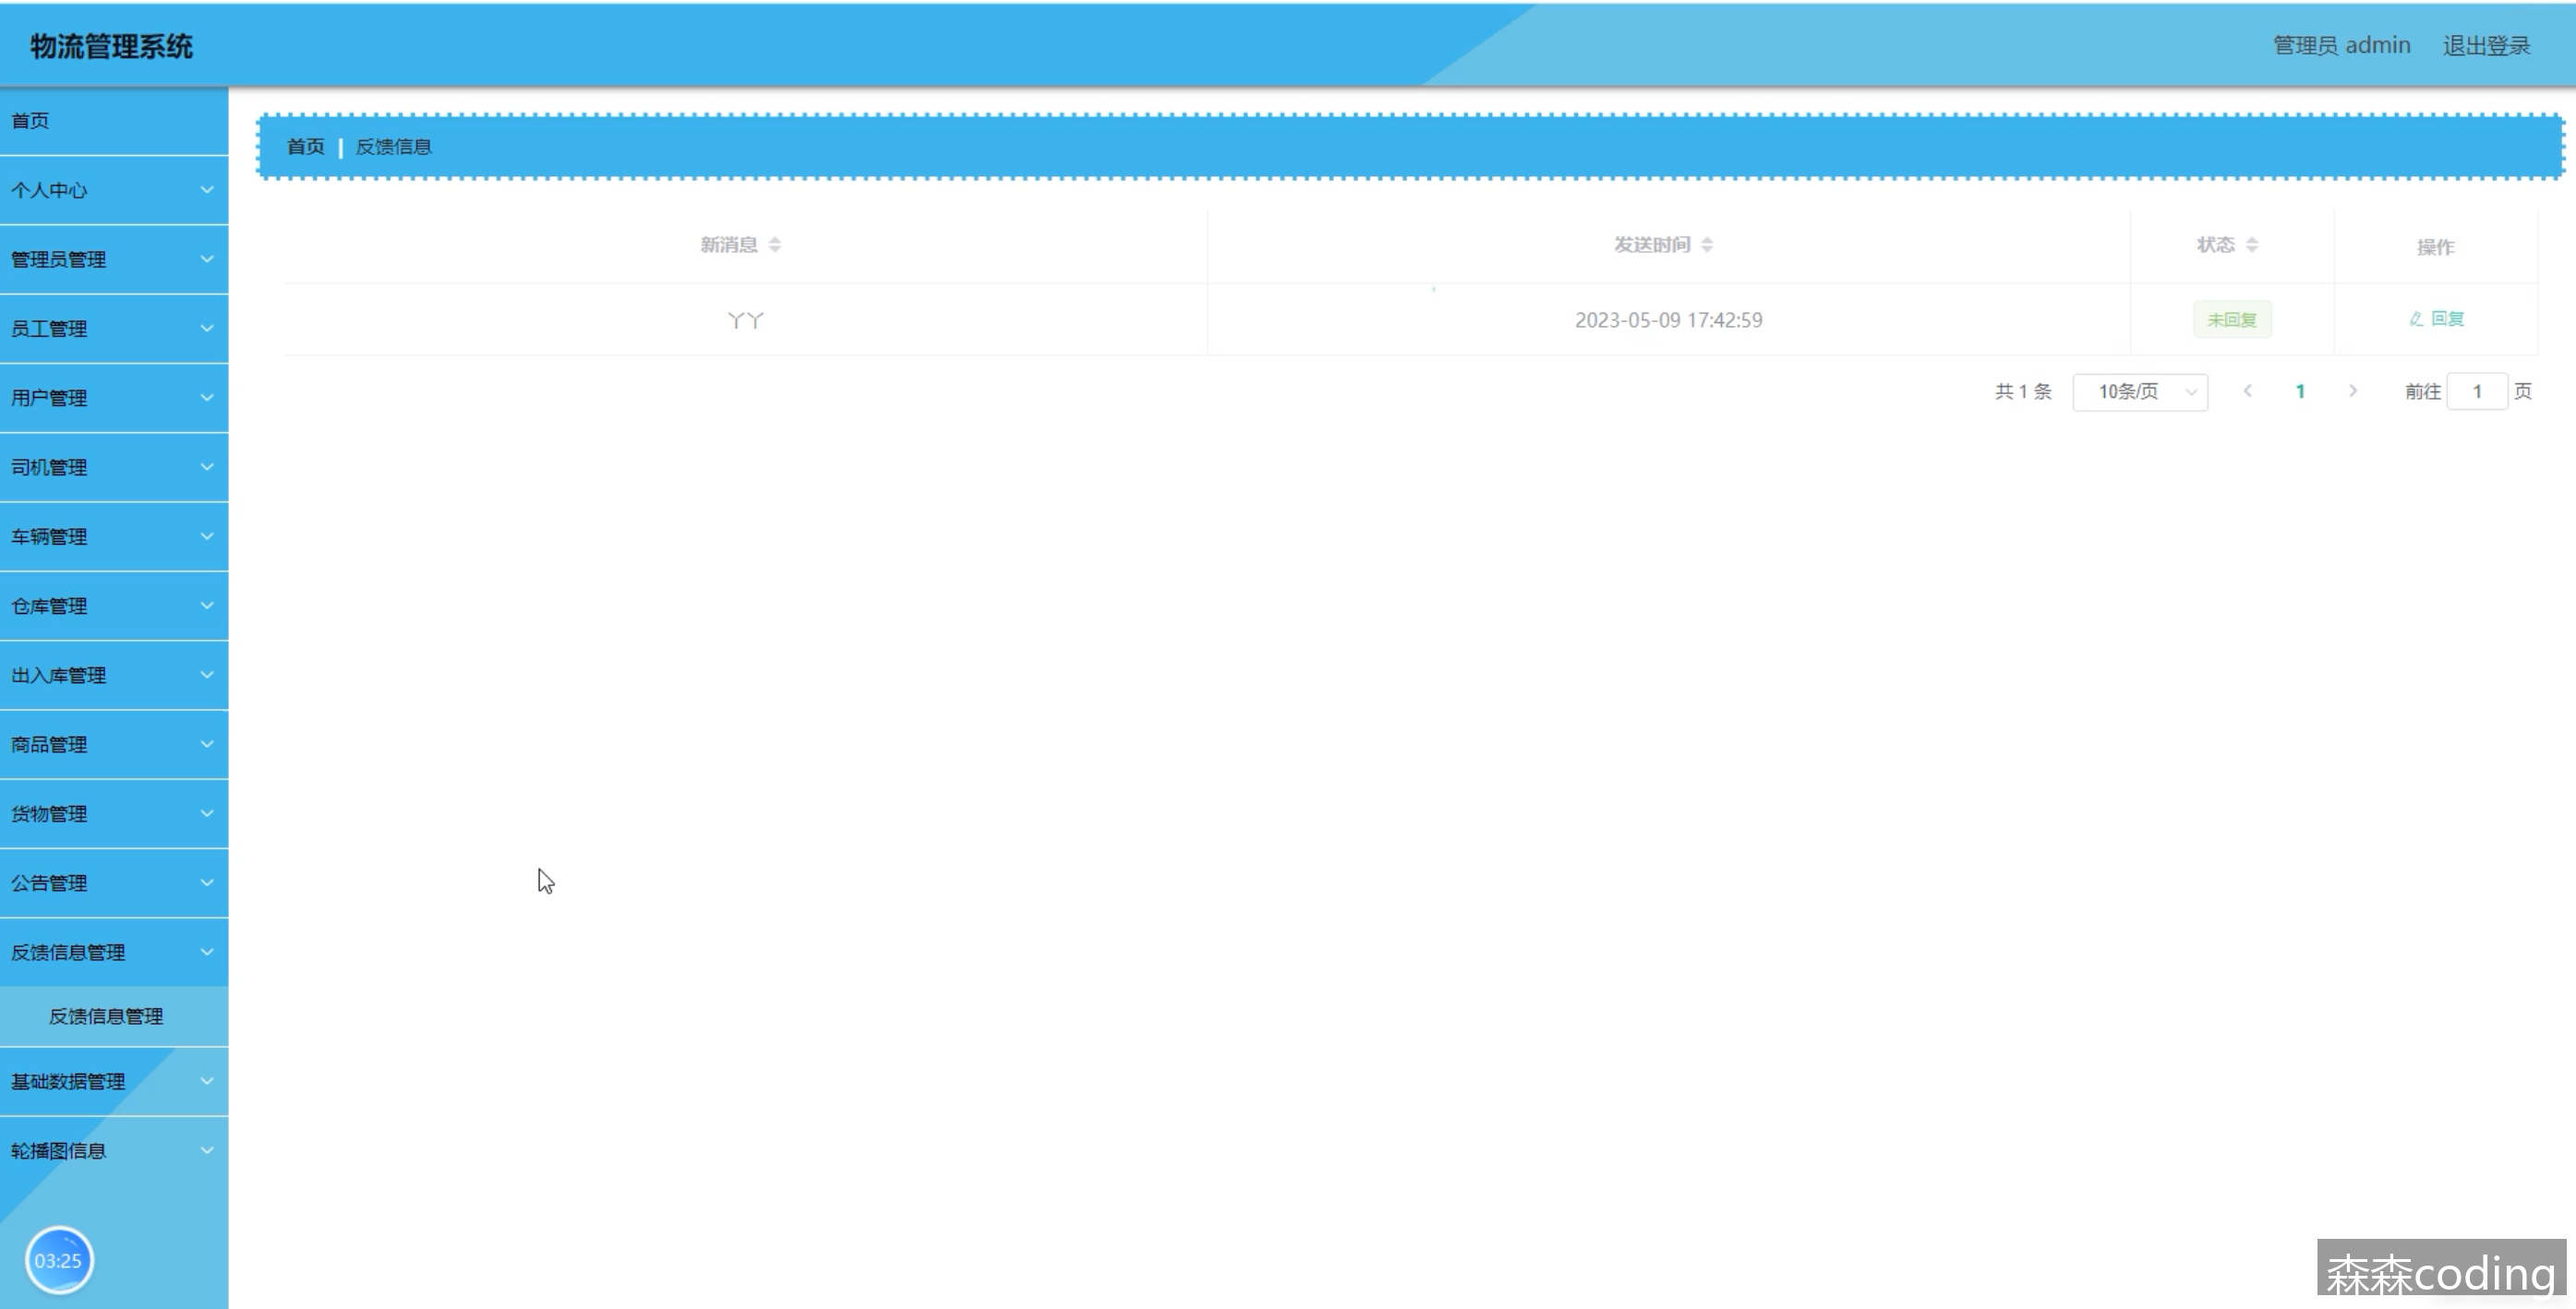 物流管理系统
管理员 admin 退出登录
首页
个人中心
管理员管理
员工管理
用户管理
司机管理
车辆管理
仓库管理
出入库管理
商品管理
货物管理
公告管理
反馈信息管理
反馈信息管理
基础数据管理
轮播图信息
03:25
首页 | 反馈信息
新消息 发送时间 状态 操作
丫丫 2023-05-09 17:42:59 未回复 回复
共 1 条 10条/页 1 前往 1 页
森森coding